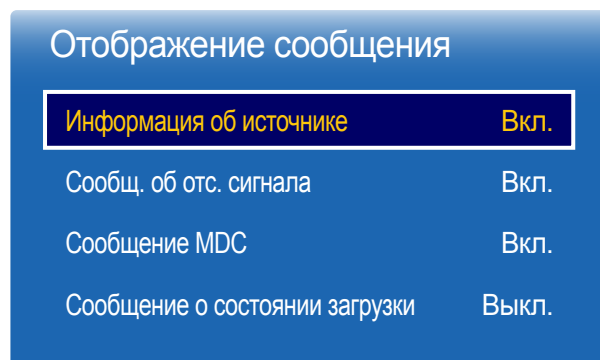 Отображение сообщения
Информация об источнике Вкл.
Сообщ. об отс. сигнала Вкл.
Сообщение MDC Вкл.
Сообщение о состоянии загрузки Выкл.